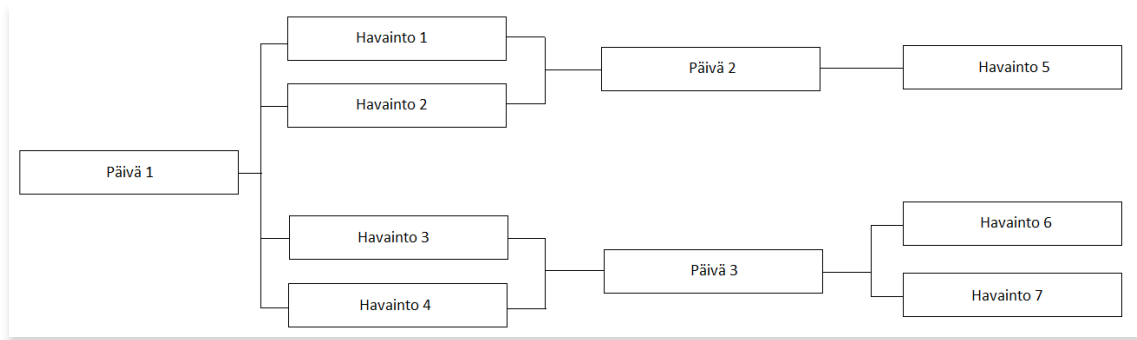 Havainto 1
Havainto 2
Päivä 2
Havainto 5
Päivä 1
Havainto 3
Havainto 4
Päivä 3
Havainto 6
Havainto 7